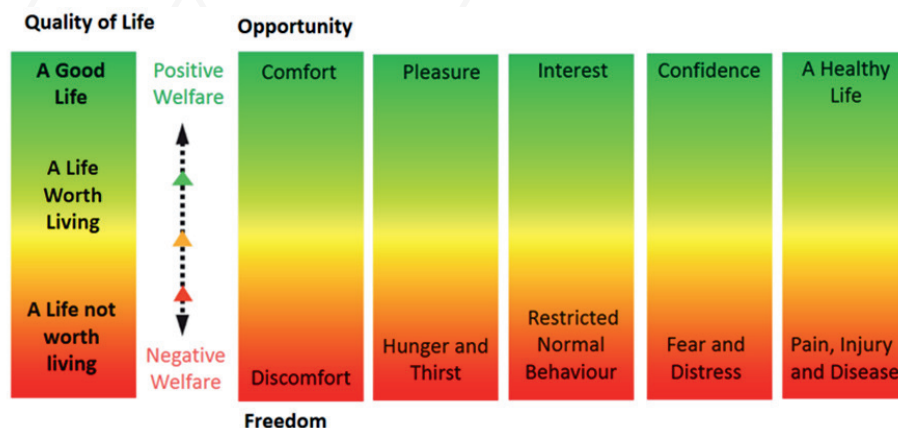 Quality of Life
Opportunity
A Good
Life
Positive
Welfare
Comfort
Pleasure
Interest
Confidence
A Healthy
Life
A Life
Worth
Living
A Life not
worth
living
Negative
Welfare
Discomfort
Hunger and
Thirst
Restricted
Normal
Behaviour
Fear and
Distress
Pain, Injury
and Disease
Freedom